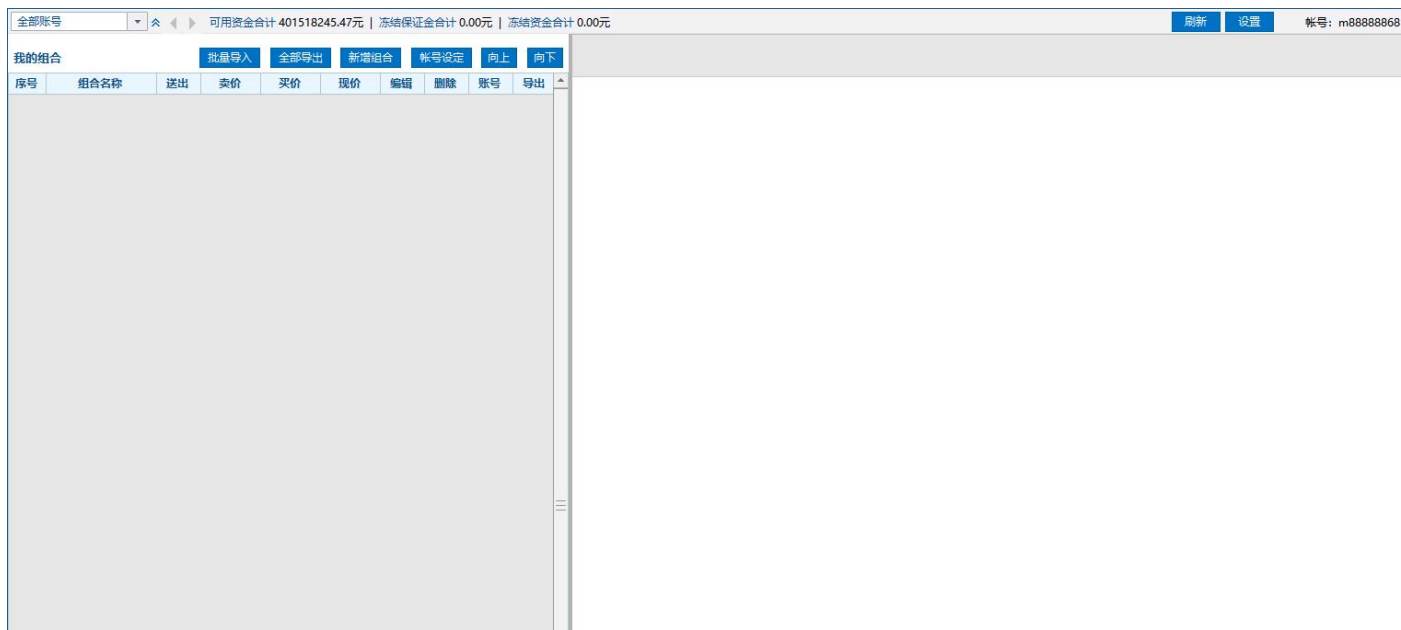 全部账号 可用资金合计 401518245.47元 | 冻结保证金合计 0.00元 | 冻结资金合计 0.00元 刷新 设置 帐号: m88888868
我的组合 批量导入 全部导出 新增组合 帐号设定 向上 向下
序号 组合名称 送出 卖价 买价 现价 编辑 删除 账号 导出